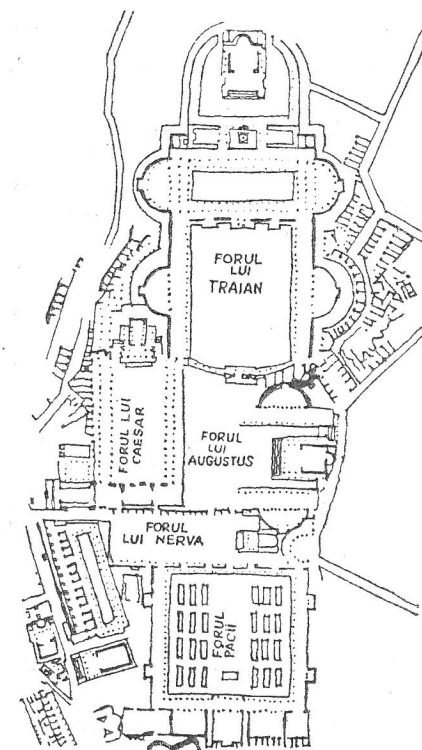 FORUL
LUI
TRAIAN
FORUL LUI
CAESAR
FORUL
LUI
AUGUSTUS
FORUL
LUI NERVA
FORUL
PACII